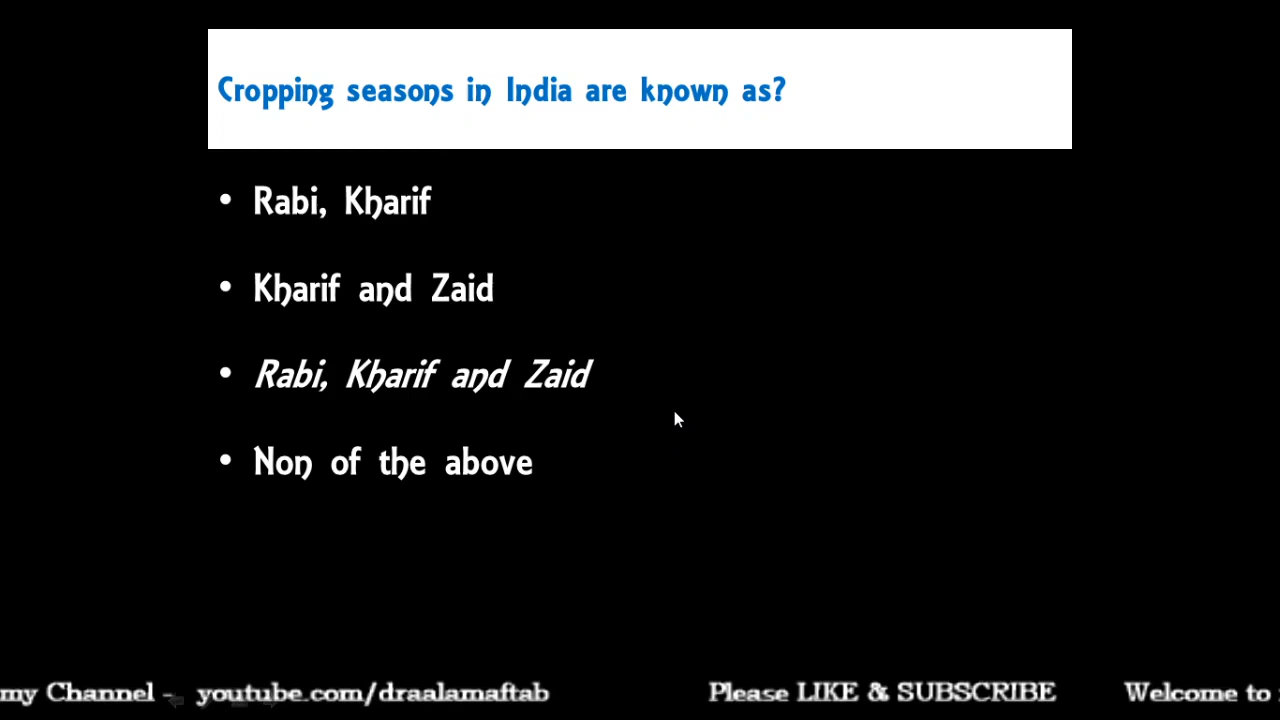 Cropping seasons in India are known as?
• Rabi, Kharif
• Kharif and Zaid
• Rabi, Kharif and Zaid
• Non of the above
my Channel - youtube.com/draalamaftab Please LIKE & SUBSCRIBE Welcome to